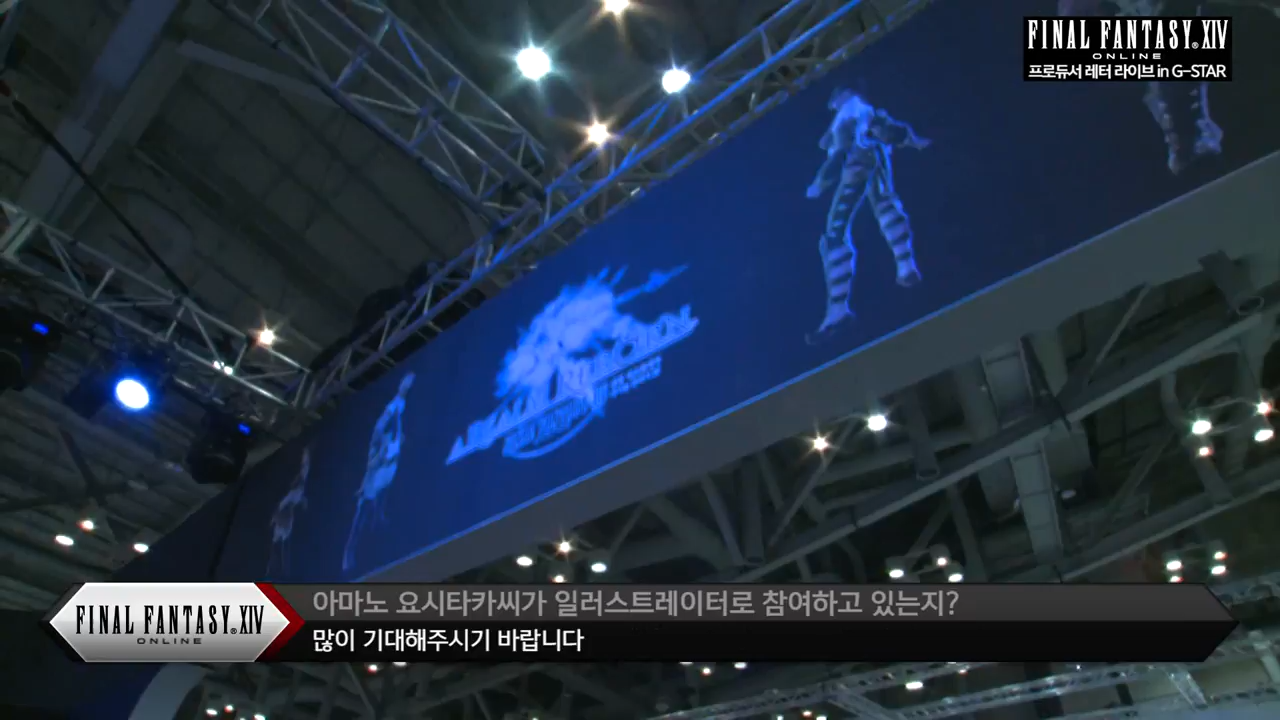 FINAL FANTASY® XIV
ONLINE
프로듀서 레터 라이브 in G-STAR
FINAL FANTASY® XIV
ONLINE
아마노 요시타카씨가 일러스트레이터로 참여하고 있는지?
많이 기대해주시기 바랍니다